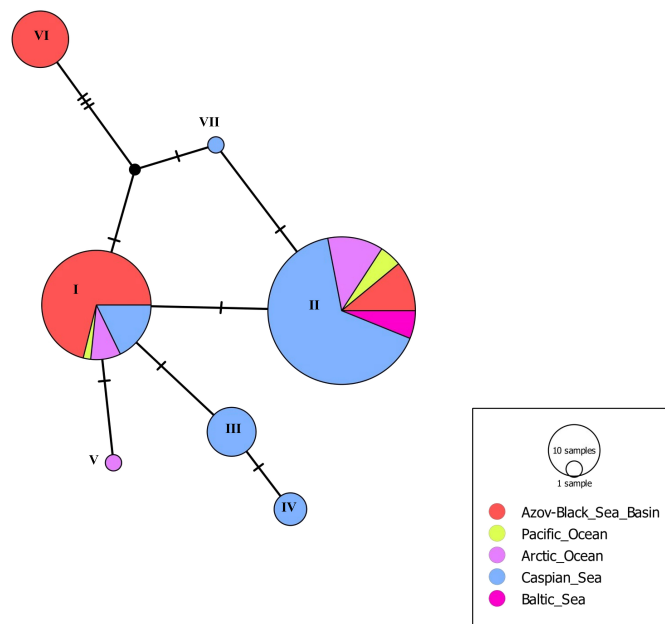 VI
VII
I
II
III
V
IV
10 samples
1 sample
Azov-Black_Sea_Basin
Pacific_Ocean
Arctic_Ocean
Caspian_Sea
Baltic_Sea